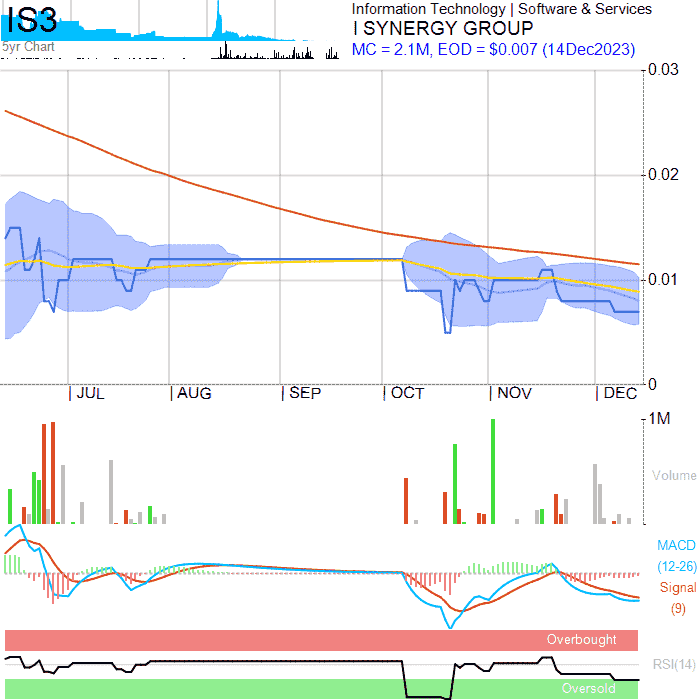 IS3
5yr Chart
Information Technology | Software & Services
I SYNERGY GROUP
MC = 2.1M, EOD = $0.007 (14Dec2023)
0.03
0.02
0.01
0
| JUL | AUG | SEP | OCT | NOV | DEC
1M
Volume
MACD
(12-26)
Signal
(9)
Overbought
RSI(14)
Oversold